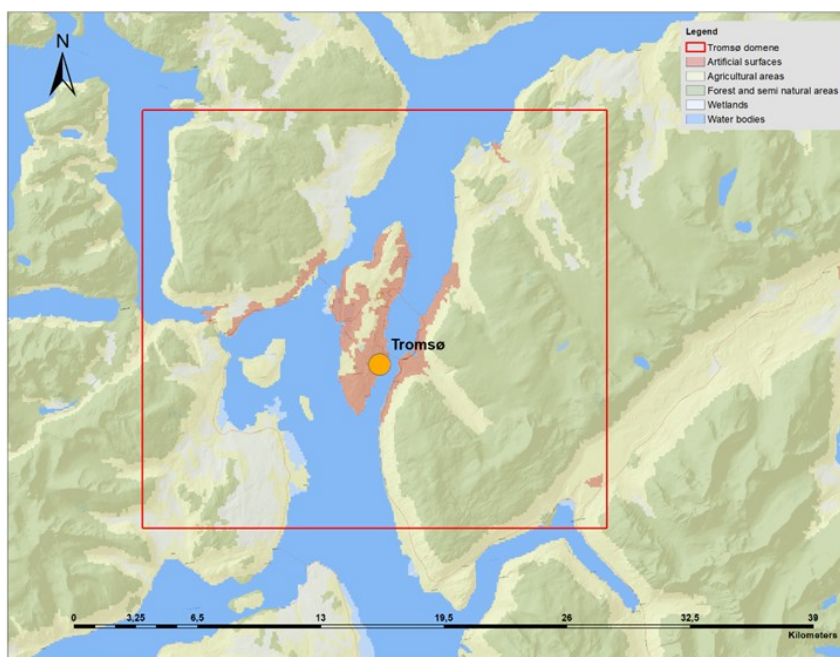 N
Legend
Tromsø domene
Artificial surfaces
Agricultural areas
Forest and semi natural areas
Wetlands
Water bodies
Tromsø
0 3,25 6,5 13 19,5 26 32,5 39
Kilometers